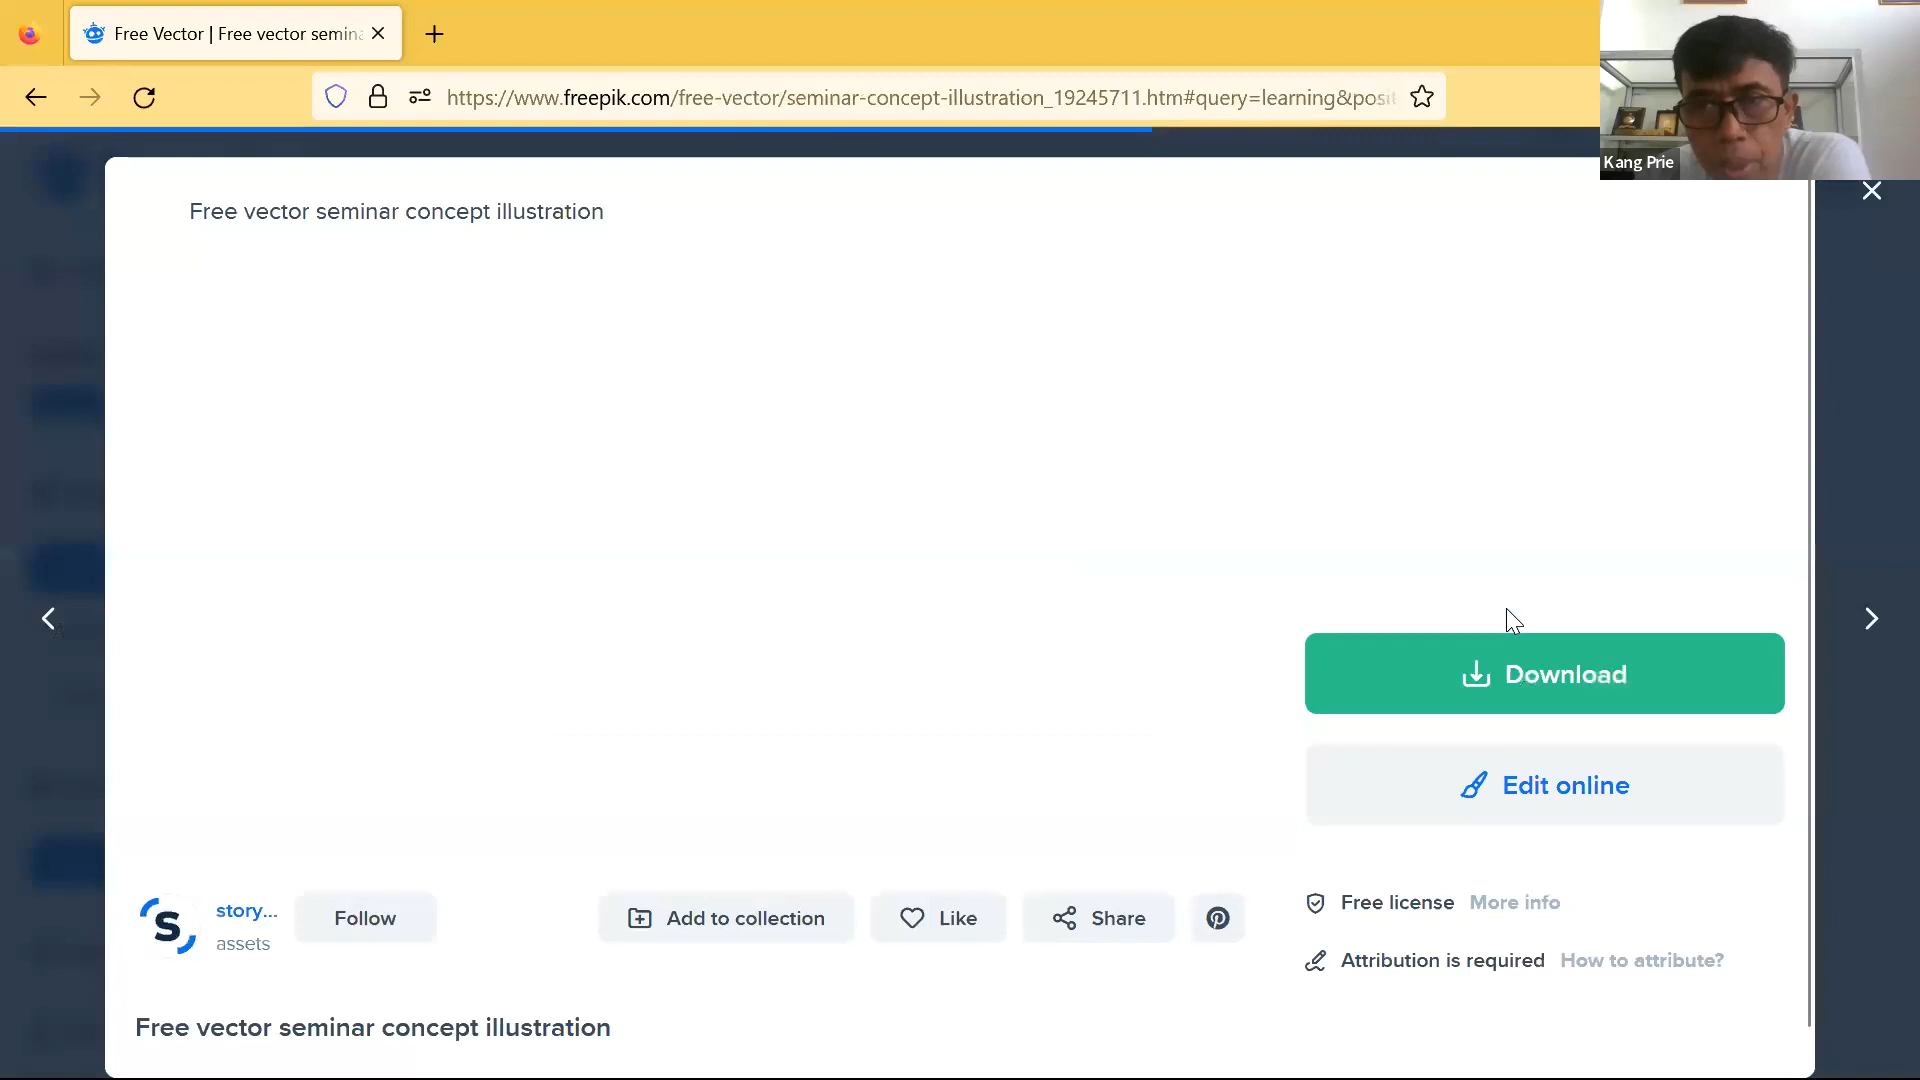 Free Vector | Free vector semina
https://www.freepik.com/free-vector/seminar-concept-illustration_19245711.htm#query=learning&posit
Kang Prie
Free vector seminar concept illustration
Download
Edit online
S
story...
assets
Follow
Add to collection
Like
Share
Free license More info
Attribution is required How to attribute?
Free vector seminar concept illustration